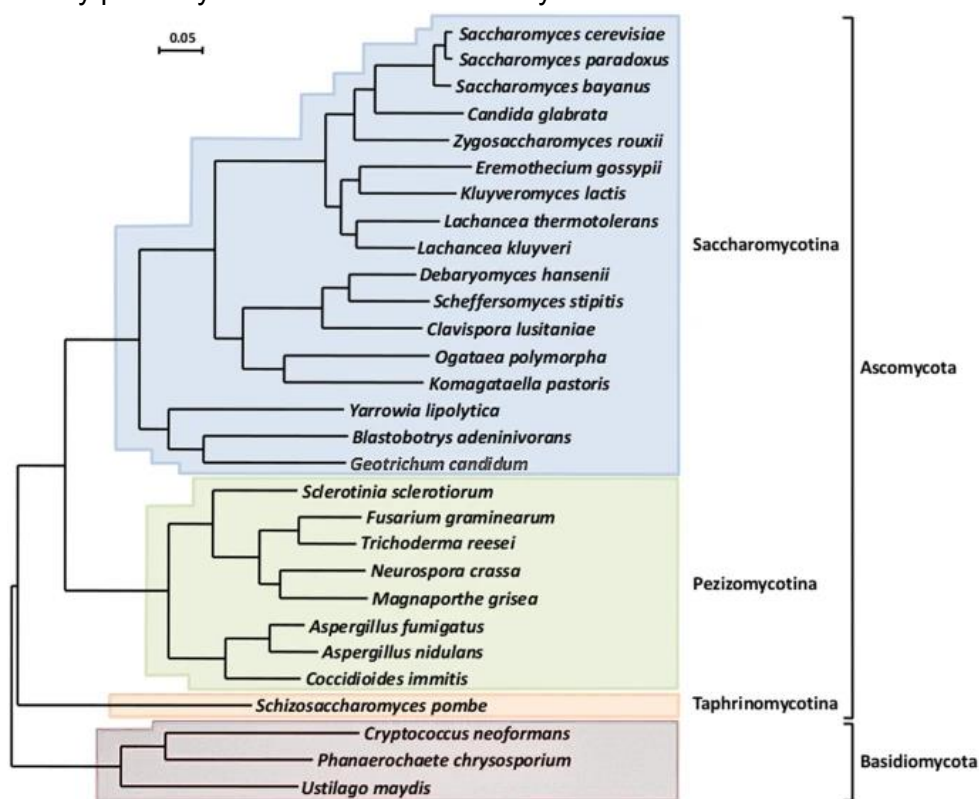 0.05
Saccharomyces cerevisiae
Saccharomyces paradoxus
Saccharomyces bayanus
Candida glabrata
Zygosaccharomyces rouxii
Eremothecium gossypii
Kluyveromyces lactis
Lachancea thermotolerans
Lachancea kluyveri
Debaryomyces hansenii
Scheffersomyces stipitis
Clavispora lusitaniae
Ogataea polymorpha
Komagataella pastoris
Yarrowia lipolytica
Blastobotrys adeninivorans
Geotrichum candidum
Saccharomycotina
Sclerotinia sclerotiorum
Fusarium graminearum
Trichoderma reesei
Neurospora crassa
Magnaporthe grisea
Aspergillus fumigatus
Aspergillus nidulans
Coccidioides immitis
Pezizomycotina
Schizosaccharomyces pombe
Taphrinomycotina
Ascomycota
Cryptococcus neoformans
Phanaerochaete chrysosporium
Ustilago maydis
Basidiomycota